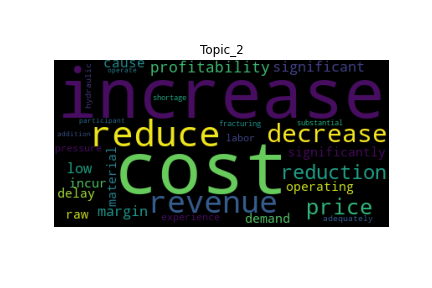 Topic_2
cause
operate
profitability
significant
hydraulic
increase
shortage
participant
fracturing
substantial
addition
reduce
labor
decrease
pressure
material
cost
significantly
low
reduction
incur
operating
delay
revenue
price
raw
margin
experience
demand
adequately